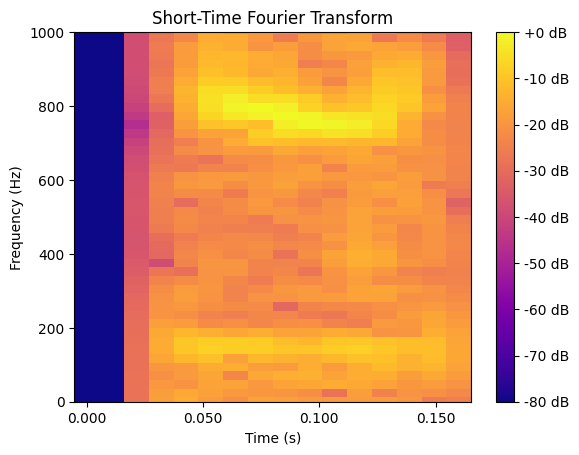 Short-Time Fourier Transform
1000
800
600
400
200
0
Frequency (Hz)
0.000
0.050
0.100
0.150
Time (s)
+0 dB
-10 dB
-20 dB
-30 dB
-40 dB
-50 dB
-60 dB
-70 dB
-80 dB